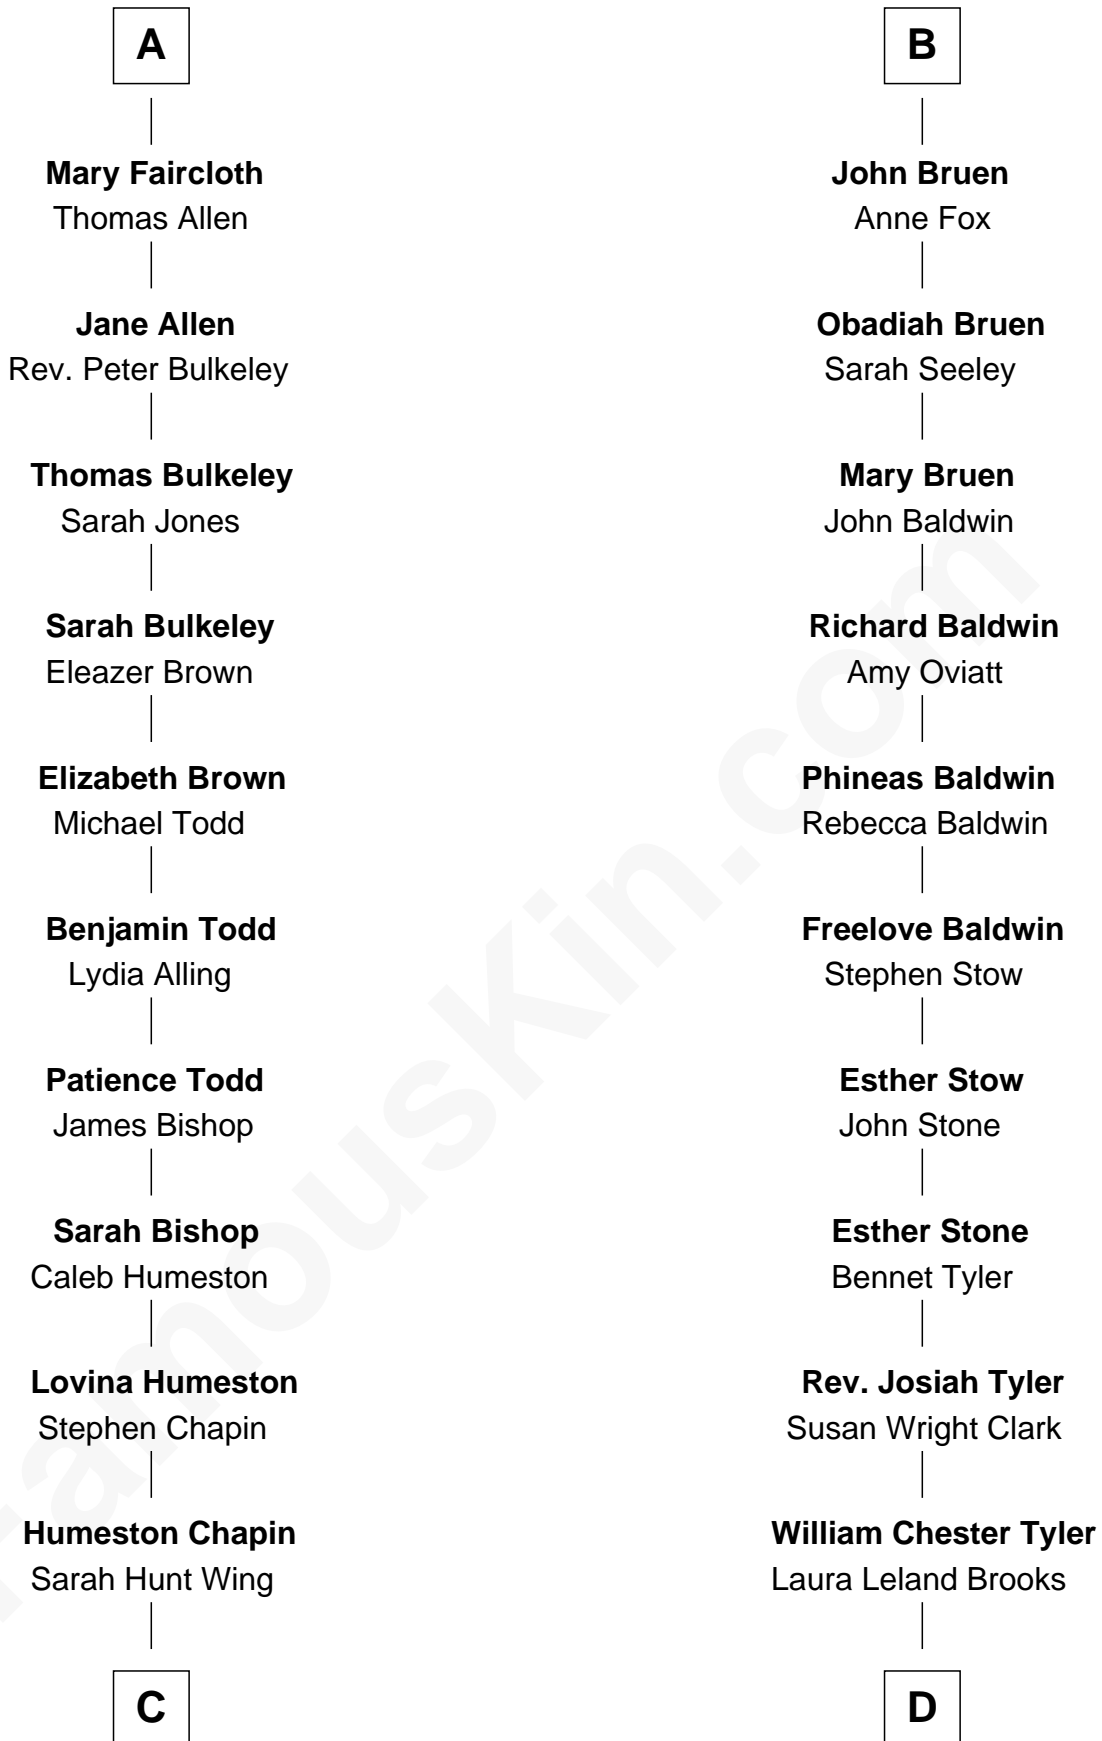 A
Mary Faircloth
Thomas Allen
Jane Allen
Rev. Peter Bulkeley
Thomas Bulkeley
Sarah Jones
Sarah Bulkeley
Eleazer Brown
Elizabeth Brown
Michael Todd
Benjamin Todd
Lydia Alling
Patience Todd
James Bishop
Sarah Bishop
Caleb Humeston
Lovina Humeston
Stephen Chapin
Humeston Chapin
Sarah Hunt Wing
C
B
John Bruen
Anne Fox
Obadiah Bruen
Sarah Seeley
Mary Bruen
John Baldwin
Richard Baldwin
Amy Oviatt
Phineas Baldwin
Rebecca Baldwin
Freelove Baldwin
Stephen Stow
Esther Stow
John Stone
Esther Stone
Bennet Tyler
Rev. Josiah Tyler
Susan Wright Clark
William Chester Tyler
Laura Leland Brooks
D
FamousKin.com